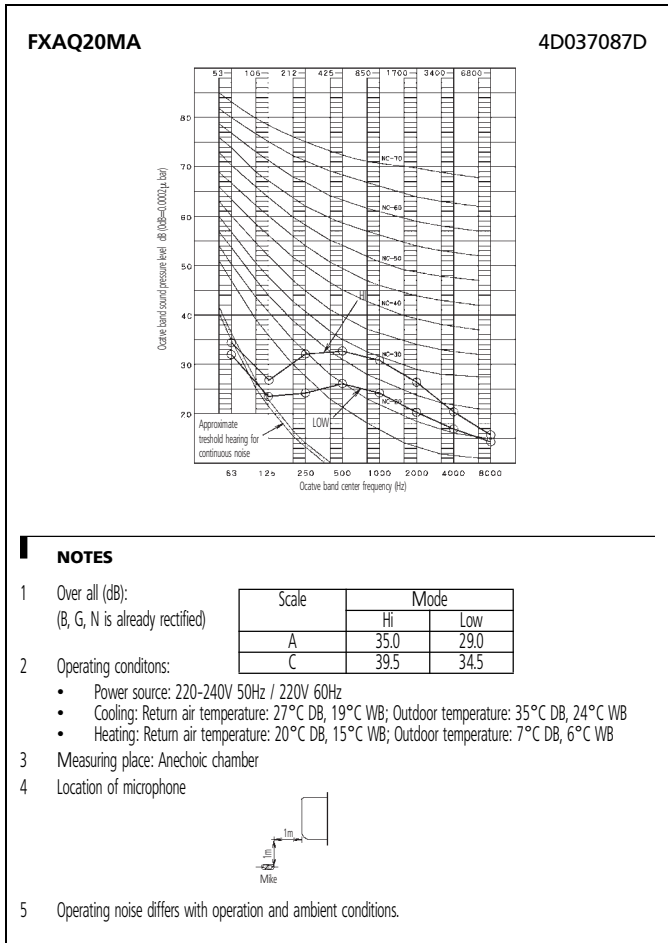 FXAQ20MA 4D037087D
53 106 212 425 850 1700 3400 6800
80
70
60
50
40
30
20
Ocatve band sound pressure level dB (0dB=0.0002µ bar)
NC-70
NC-60
NC-50
NC-40
NC-30
NC-20
HI
LOW
Approximate
treshold hearing for
continuous noise
63 125 250 500 1000 2000 4000 8000
Ocatve band center frequency (Hz)
NOTES
1 Over all (dB):
(B, G, N is already rectified)
Scale Mode
Hi Low
A 35.0 29.0
C 39.5 34.5
2 Operating conditons:
• Power source: 220-240V 50Hz / 220V 60Hz
• Cooling: Return air temperature: 27°C DB, 19°C WB; Outdoor temperature: 35°C DB, 24°C WB
• Heating: Return air temperature: 20°C DB, 15°C WB; Outdoor temperature: 7°C DB, 6°C WB
3 Measuring place: Anechoic chamber
4 Location of microphone
1m
1m
Mike
5 Operating noise differs with operation and ambient conditions.